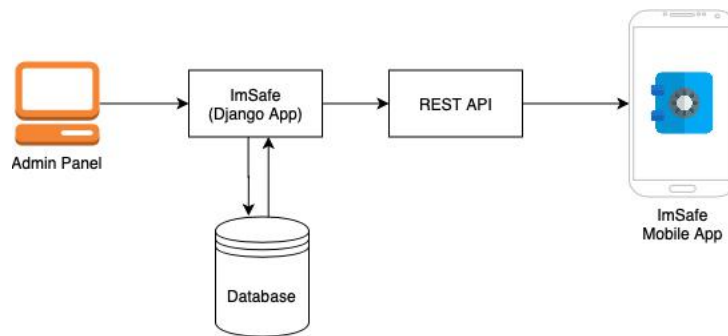 Admin Panel
ImSafe
(Django App)
REST API
ImSafe
Mobile App
Database